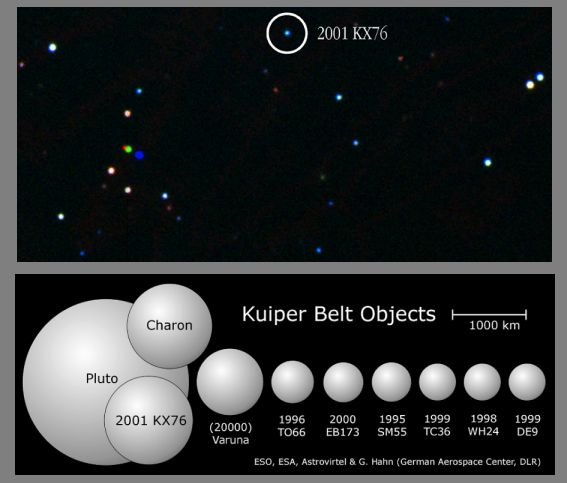 2001 KX76
Kuiper Belt Objects
1000 km
Charon
Pluto
2001 KX76
(20000)
Varuna
1996
TO66
2000
EB173
1995
SM55
1999
TC36
1998
WH24
1999
DE9
ESO, ESA, Astrovirtel & G. Hahn (German Aerospace Center, DLR)